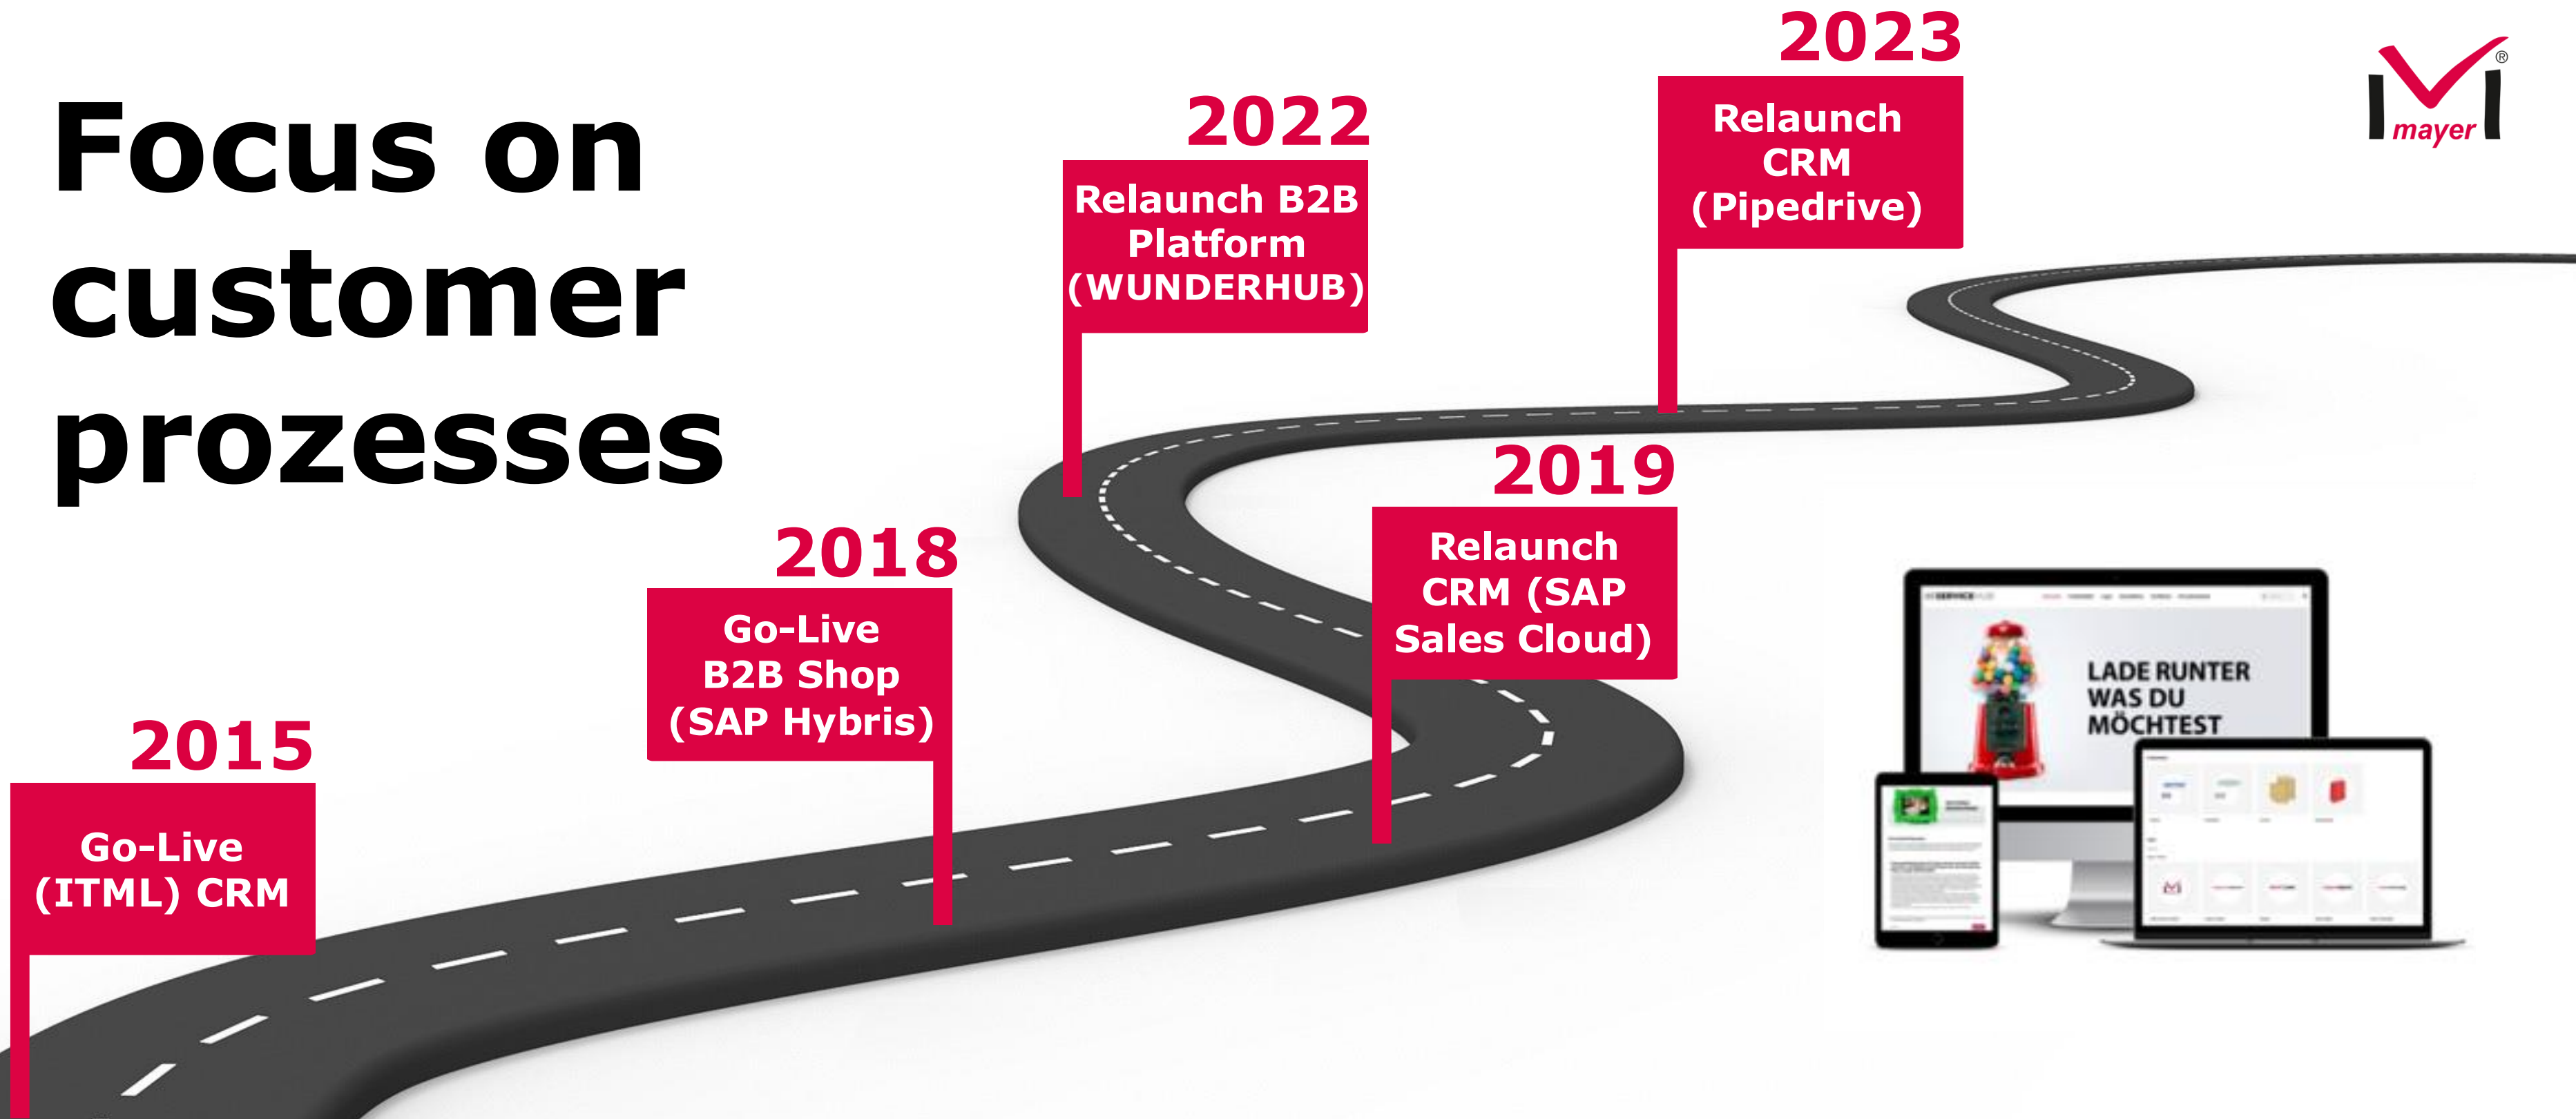 Focus on
customer
prozesses
2015
Go-Live
(ITML) CRM
2018
Go-Live
B2B Shop
(SAP Hybris)
2019
Relaunch
CRM (SAP
Sales Cloud)
2022
Relaunch B2B
Platform
(WUNDERHUB)
2023
Relaunch
CRM
(Pipedrive)
mayer
®
LADE RUNTER
WAS DU
MÖCHTEST